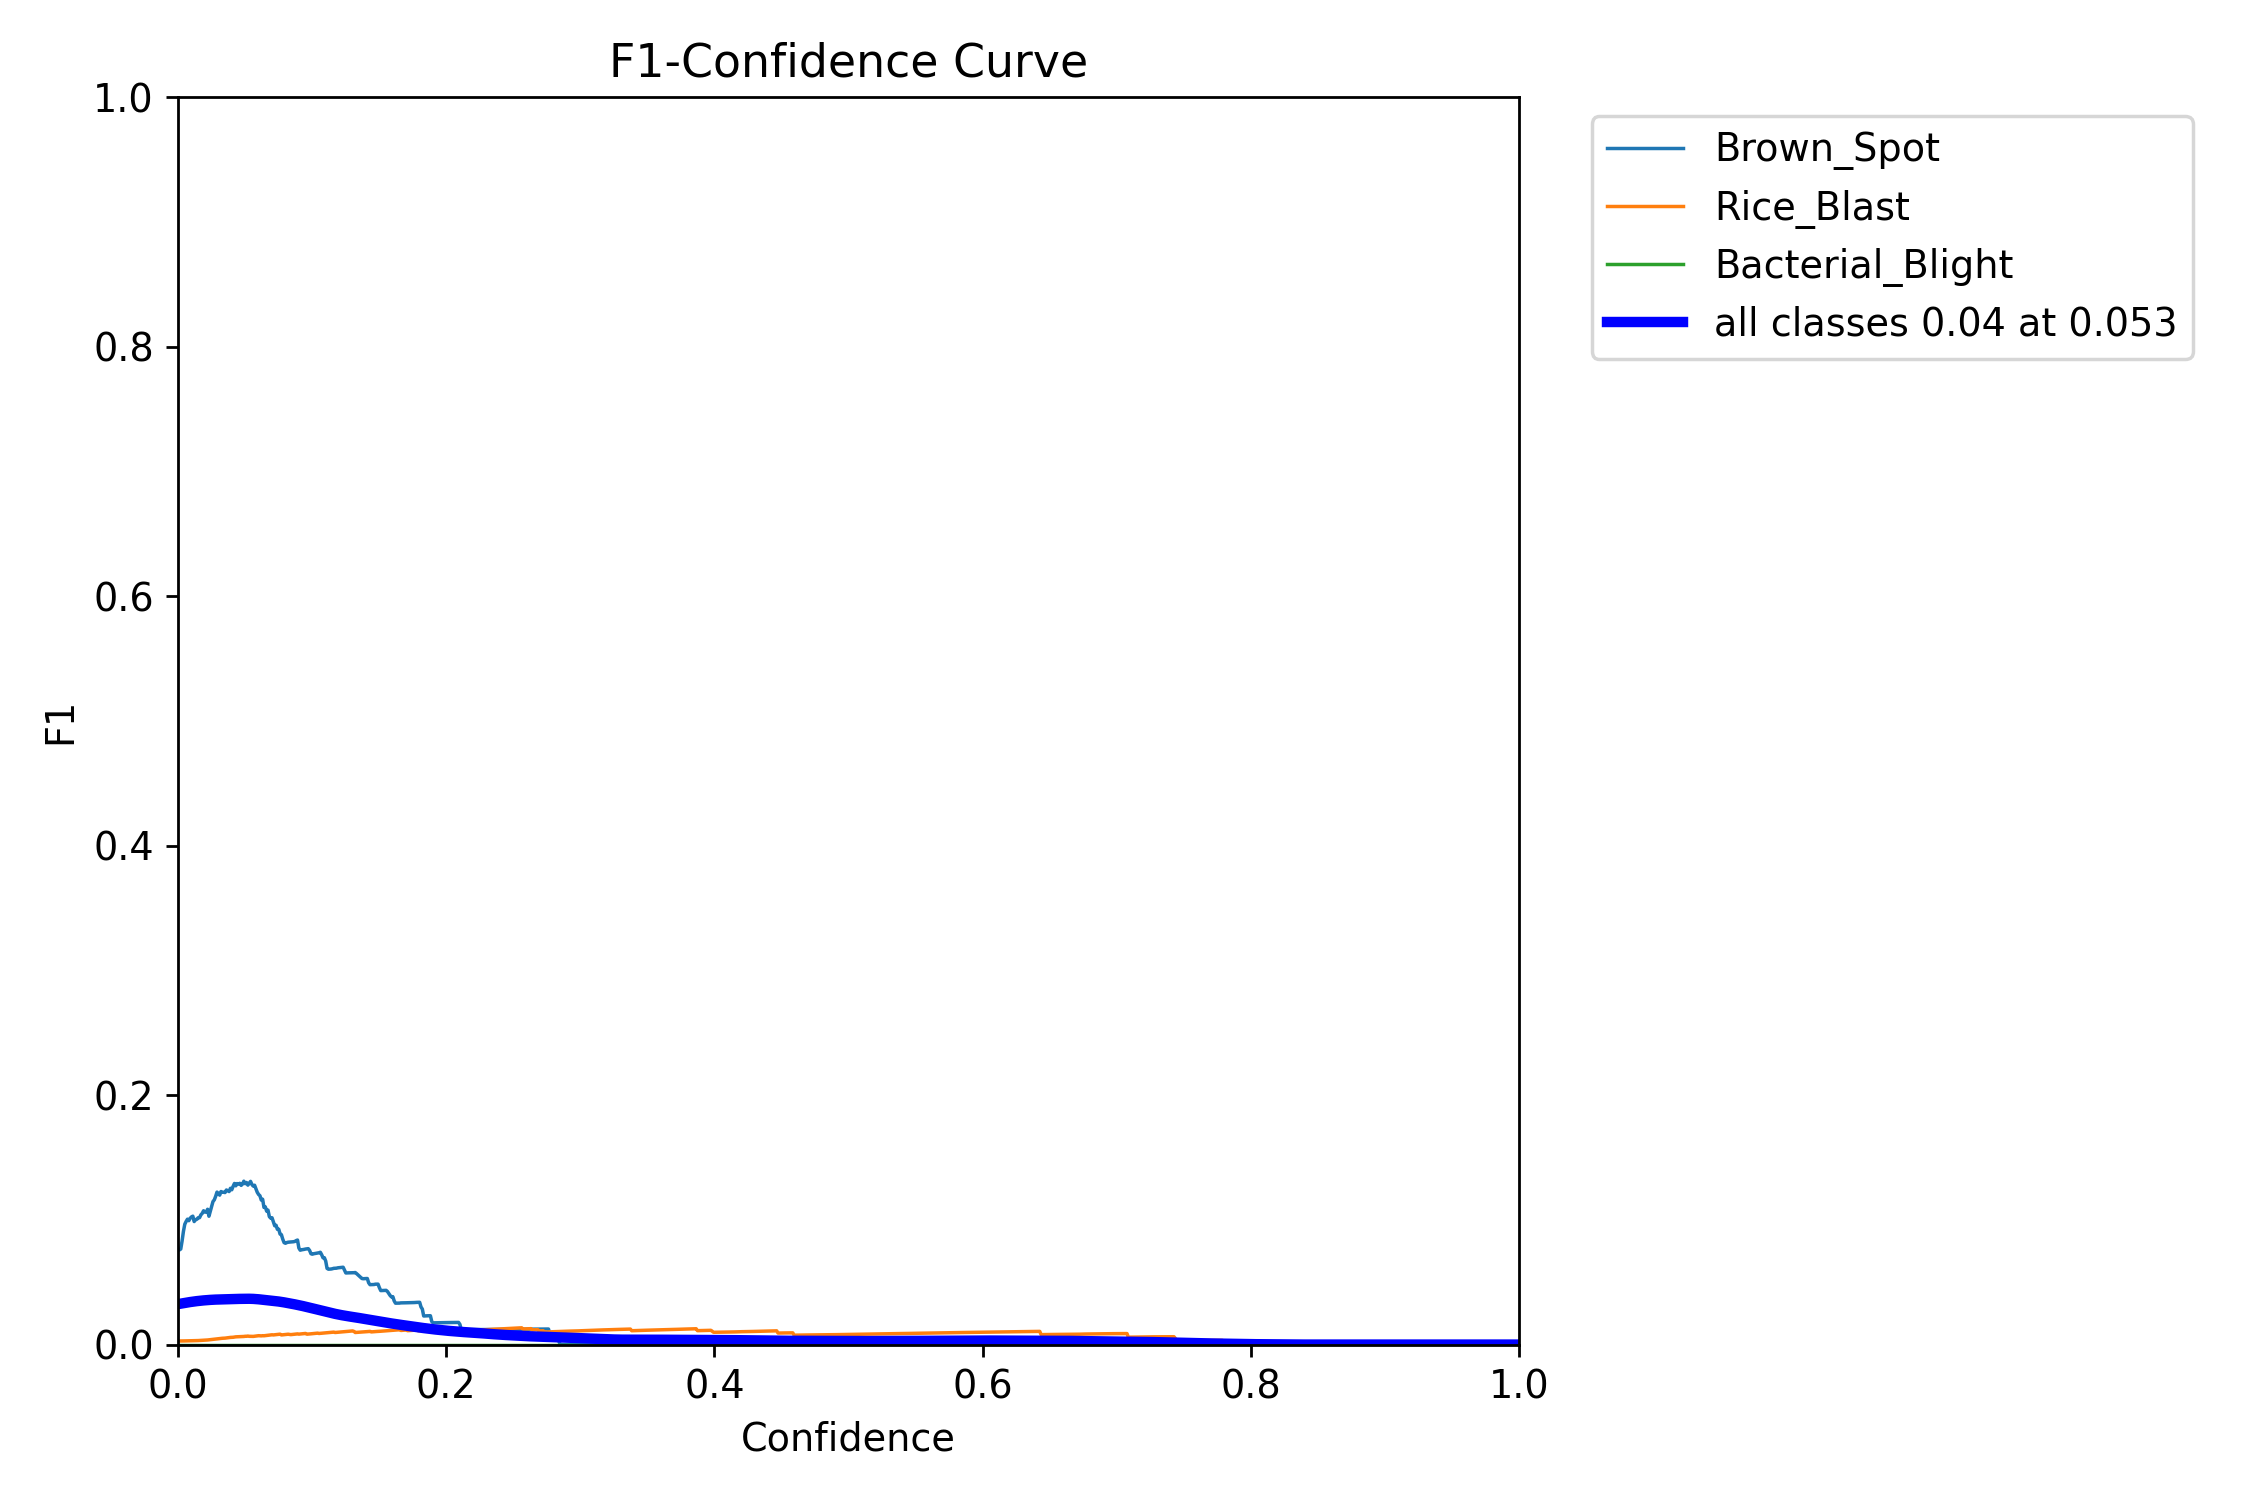 F1-Confidence Curve
1.0
0.8
0.6
0.4
0.2
0.0
F1
0.0 0.2 0.4 0.6 0.8 1.0
Confidence
Brown_Spot
Rice_Blast
Bacterial_Blight
all classes 0.04 at 0.053